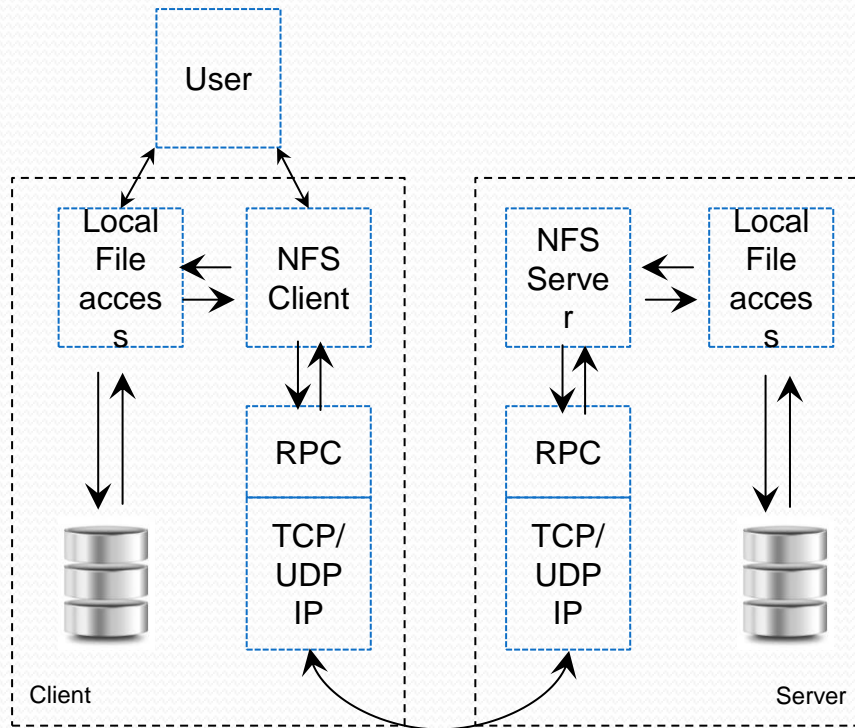 User
Local
File
acces
s
NFS
Client
NFS
Serve
r
Local
File
acces
s
RPC
RPC
TCP/
UDP
IP
TCP/
UDP
IP
Client
Server